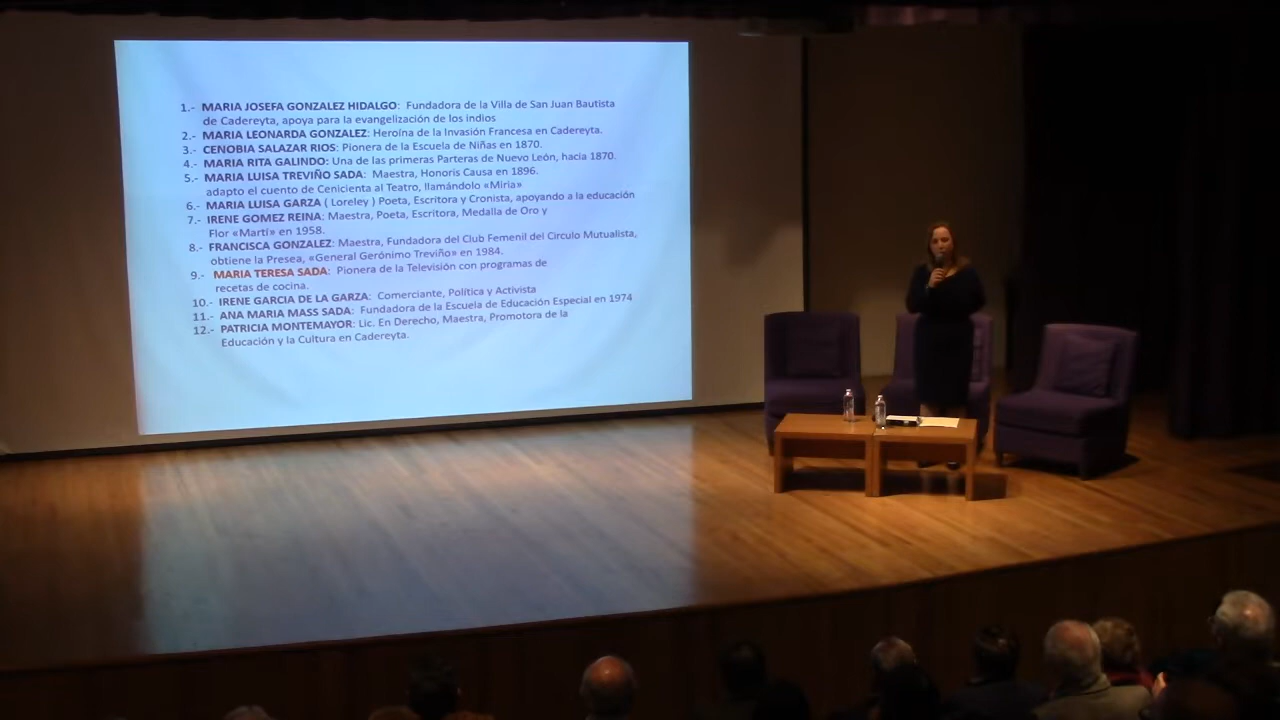 1.- MARIA JOSEFA GONZALEZ HIDALGO: Fundadora de la Villa de San Juan Bautista
de Cadereyta, apoya para la evangelización de los indios
2.- MARIA LEONARDA GONZALEZ: Heroína de la Invasión Francesa en Cadereyta.
3.- CENOBIA SALAZAR RIOS: Pionera de la Escuela de Niñas en 1870.
4.- MARIA RITA GALINDO: Una de las primeras Parteras de Nuevo León, hacia 1870.
5.- MARIA LUISA TREVIÑO SADA: Maestra, Honoris Causa en 1896.
adapto el cuento de Cenicienta al Teatro, llamándolo «Miria»
6.- MARIA LUISA GARZA ( Loreley ) Poeta, Escritora y Cronista, apoyando a la educación
7.- IRENE GOMEZ REINA: Maestra, Poeta, Escritora, Medalla de Oro y
Flor «Martí» en 1958.
8.- FRANCISCA GONZALEZ: Maestra, Fundadora del Club Femenil del Circulo Mutualista,
obtiene la Presea, «General Gerónimo Treviño» en 1984.
9.- MARIA TERESA SADA: Pionera de la Televisión con programas de
recetas de cocina.
10.- IRENE GARCIA DE LA GARZA: Comerciante, Política y Activista
11.- ANA MARIA MASS SADA: Fundadora de la Escuela de Educación Especial en 1974
12.- PATRICIA MONTEMAYOR: Lic. En Derecho, Maestra, Promotora de la
Educación y la Cultura en Cadereyta.